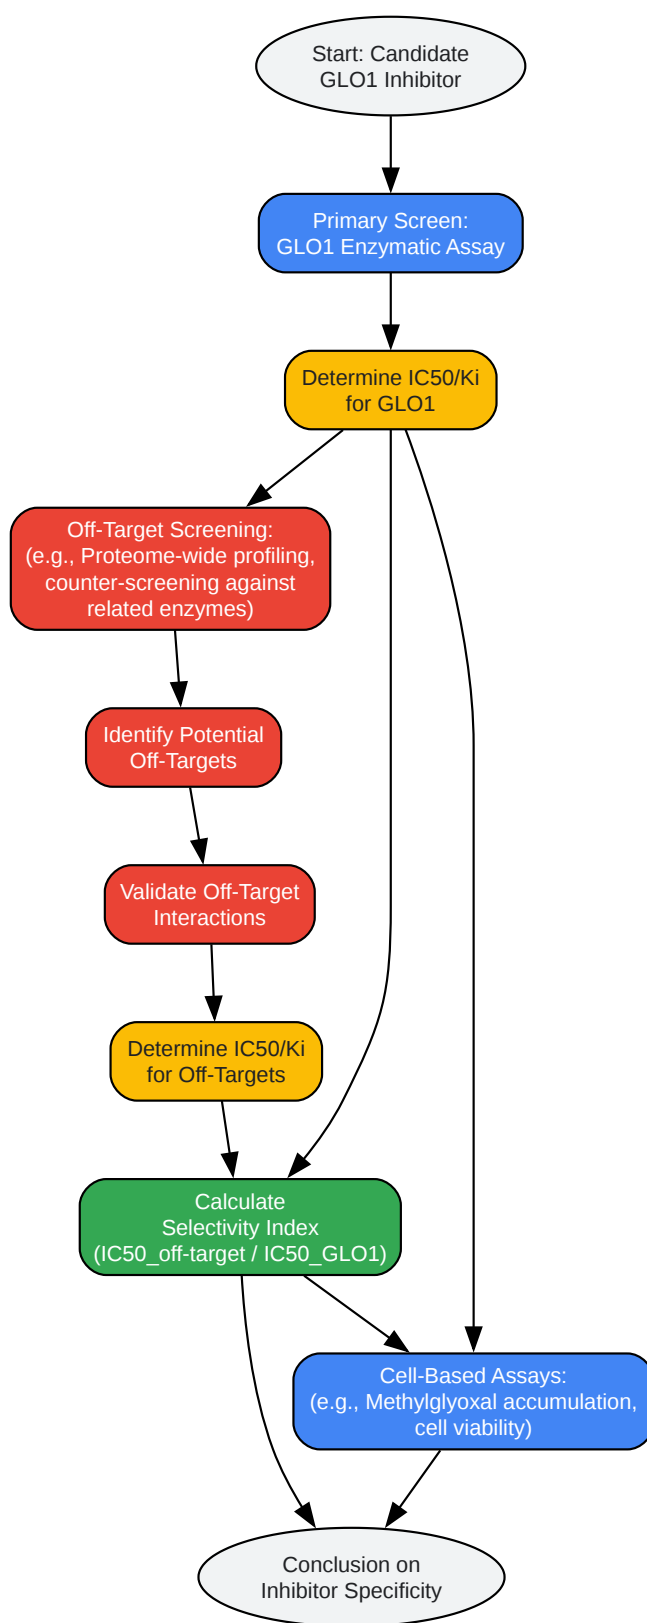 Start: Candidate
GLO1 Inhibitor
Primary Screen:
GLO1 Enzymatic Assay
Determine IC50/Ki
for GLO1
Off-Target Screening:
(e.g., Proteome-wide profiling,
counter-screening against
related enzymes)
Identify Potential
Off-Targets
Validate Off-Target
Interactions
Determine IC50/Ki
for Off-Targets
Calculate
Selectivity Index
(IC50_off-target / IC50_GLO1)
Cell-Based Assays:
(e.g., Methylglyoxal accumulation,
cell viability)
Conclusion on
Inhibitor Specificity